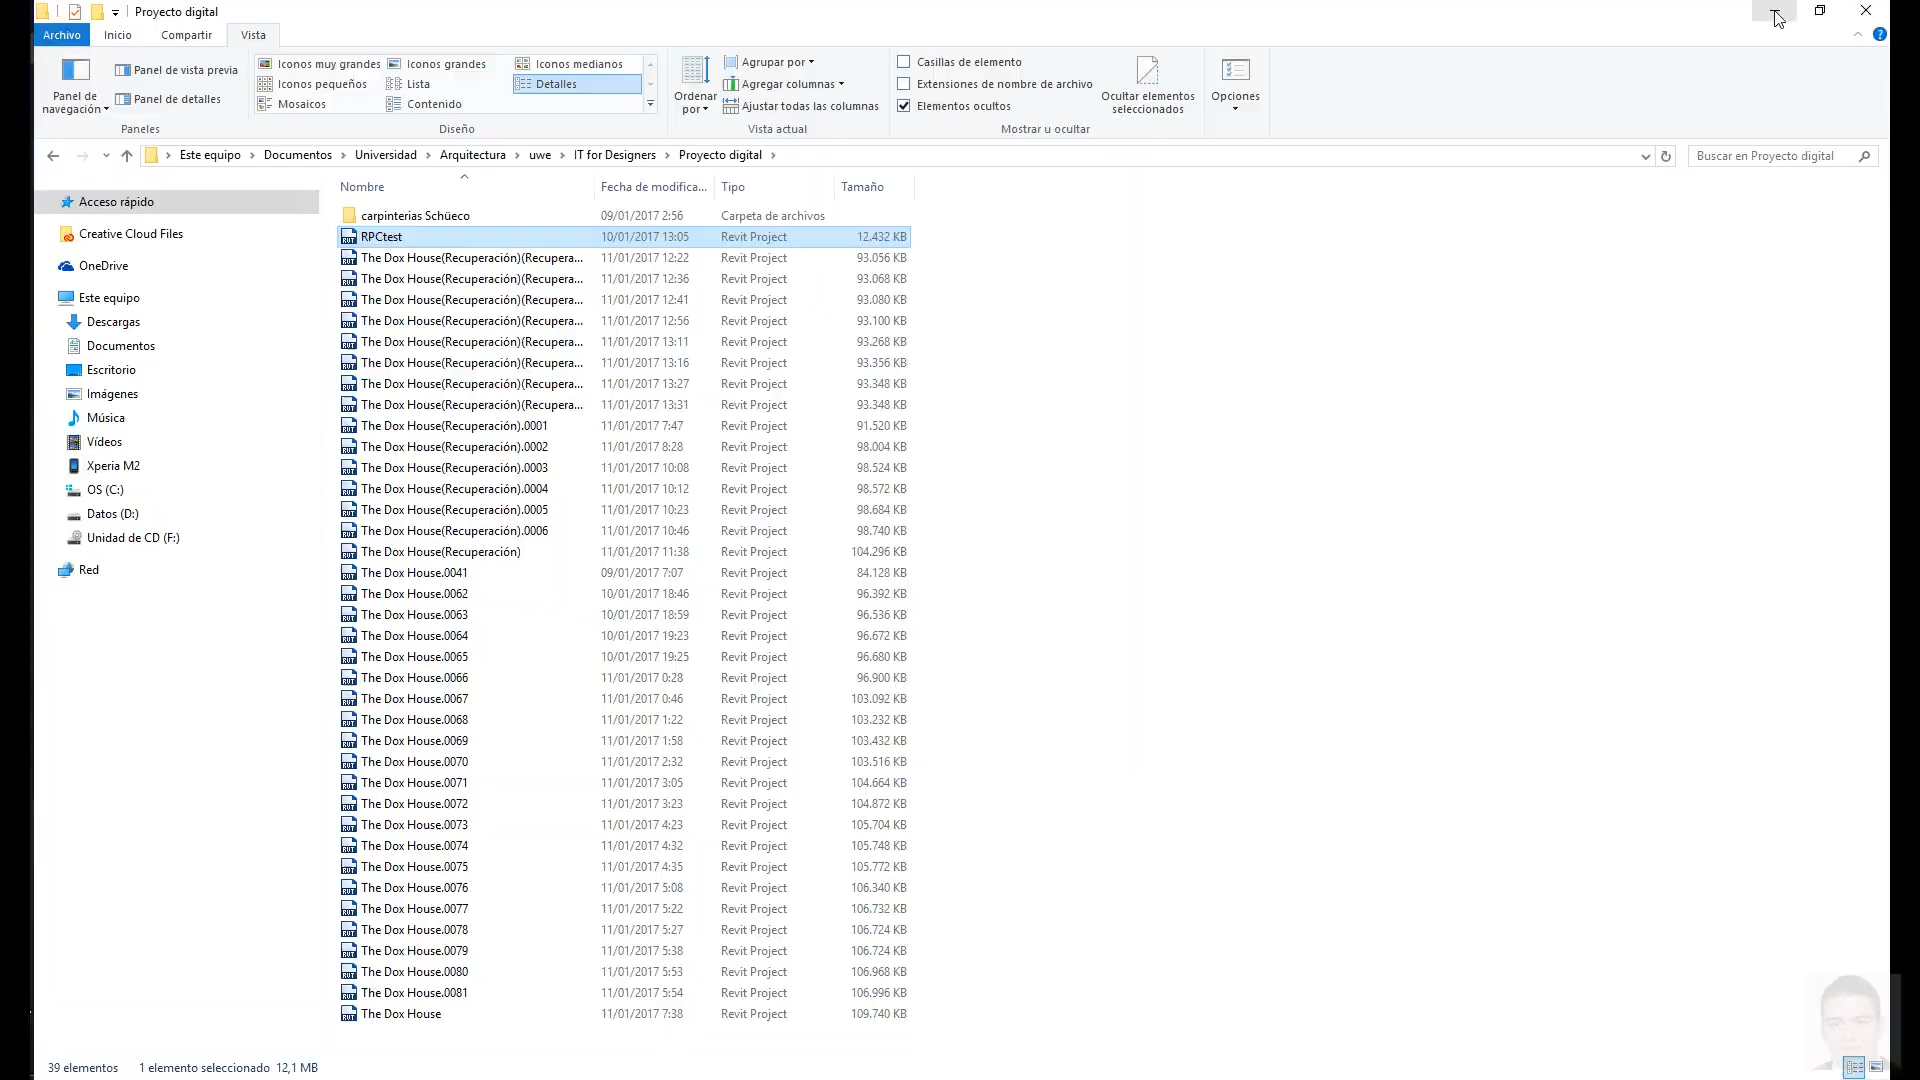 Proyecto digital
Archivo Inicio Compartir Vista
Panel de navegación
Panel de vista previa
Panel de detalles
Paneles
Iconos muy grandes Iconos grandes Iconos medianos
Iconos pequeños Lista Detalles
Mosaicos Contenido
Diseño
Ordenar por
Agrupar por
Agregar columnas
Ajustar todas las columnas
Vista actual
Casillas de elemento
Extensiones de nombre de archivo
Elementos ocultos
Ocultar elementos seleccionados
Mostrar u ocultar
Opciones
Este equipo Documentos Universidad Arquitectura uwe IT for Designers Proyecto digital
Buscar en Proyecto digital
Acceso rápido
Creative Cloud Files
OneDrive
Este equipo
Descargas
Documentos
Escritorio
Imágenes
Música
Vídeos
Xperia M2
OS (C:)
Datos (D:)
Unidad de CD (F:)
Red
Nombre Fecha de modifica... Tipo Tamaño
carpinterias Schüeco 09/01/2017 2:56 Carpeta de archivos
RPCtest 10/01/2017 13:05 Revit Project 12.432 KB
The Dox House(Recuperación)(Recupera... 11/01/2017 12:22 Revit Project 93.056 KB
The Dox House(Recuperación)(Recupera... 11/01/2017 12:36 Revit Project 93.068 KB
The Dox House(Recuperación)(Recupera... 11/01/2017 12:41 Revit Project 93.080 KB
The Dox House(Recuperación)(Recupera... 11/01/2017 12:56 Revit Project 93.100 KB
The Dox House(Recuperación)(Recupera... 11/01/2017 13:11 Revit Project 93.268 KB
The Dox House(Recuperación)(Recupera... 11/01/2017 13:16 Revit Project 93.356 KB
The Dox House(Recuperación)(Recupera... 11/01/2017 13:27 Revit Project 93.348 KB
The Dox House(Recuperación)(Recupera... 11/01/2017 13:31 Revit Project 93.348 KB
The Dox House(Recuperación).0001 11/01/2017 7:47 Revit Project 91.520 KB
The Dox House(Recuperación).0002 11/01/2017 8:28 Revit Project 98.004 KB
The Dox House(Recuperación).0003 11/01/2017 10:08 Revit Project 98.524 KB
The Dox House(Recuperación).0004 11/01/2017 10:12 Revit Project 98.572 KB
The Dox House(Recuperación).0005 11/01/2017 10:23 Revit Project 98.684 KB
The Dox House(Recuperación).0006 11/01/2017 10:46 Revit Project 98.740 KB
The Dox House(Recuperación) 11/01/2017 11:38 Revit Project 104.296 KB
The Dox House.0041 09/01/2017 7:07 Revit Project 84.128 KB
The Dox House.0062 10/01/2017 18:46 Revit Project 96.392 KB
The Dox House.0063 10/01/2017 18:59 Revit Project 96.536 KB
The Dox House.0064 10/01/2017 19:23 Revit Project 96.672 KB
The Dox House.0065 10/01/2017 19:25 Revit Project 96.680 KB
The Dox House.0066 11/01/2017 0:28 Revit Project 96.900 KB
The Dox House.0067 11/01/2017 0:46 Revit Project 103.092 KB
The Dox House.0068 11/01/2017 1:22 Revit Project 103.232 KB
The Dox House.0069 11/01/2017 1:58 Revit Project 103.432 KB
The Dox House.0070 11/01/2017 2:32 Revit Project 103.516 KB
The Dox House.0071 11/01/2017 3:05 Revit Project 104.664 KB
The Dox House.0072 11/01/2017 3:23 Revit Project 104.872 KB
The Dox House.0073 11/01/2017 4:23 Revit Project 105.704 KB
The Dox House.0074 11/01/2017 4:32 Revit Project 105.748 KB
The Dox House.0075 11/01/2017 4:35 Revit Project 105.772 KB
The Dox House.0076 11/01/2017 5:08 Revit Project 106.340 KB
The Dox House.0077 11/01/2017 5:22 Revit Project 106.732 KB
The Dox House.0078 11/01/2017 5:27 Revit Project 106.724 KB
The Dox House.0079 11/01/2017 5:38 Revit Project 106.724 KB
The Dox House.0080 11/01/2017 5:53 Revit Project 106.968 KB
The Dox House.0081 11/01/2017 5:54 Revit Project 106.996 KB
The Dox House 11/01/2017 7:38 Revit Project 109.740 KB
39 elementos 1 elemento seleccionado 12,1 MB